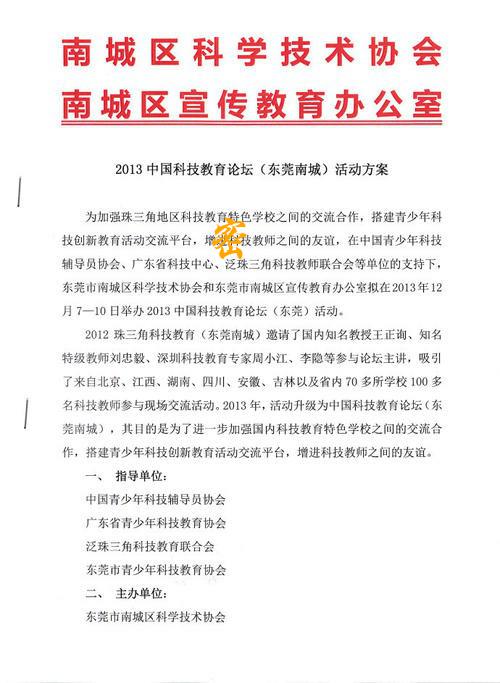 南城区科学技术协会
南城区宣传教育办公室
2013 中国科技教育论坛（东莞南城）活动方案
为加强珠三角地区科技教育特色学校之间的交流合作，搭建青少年科
技创新教育活动交流平台，增进科技教师之间的友谊，在中国青少年科技
辅导员协会、广东省科技中心、泛珠三角科技教师联合会等单位的支持下，
东莞市南城区科学技术协会和东莞市南城区宣传教育办公室拟在 2013 年 12
月 7—10 日举办 2013 中国科技教育论坛（东莞）活动。
2012 珠三角科技教育（东莞南城）邀请了国内知名教授王正询、知名
特级教师刘忠毅、深圳科技教育专家周小江、李隐等参与论坛主讲，吸引
了来自北京、江西、湖南、四川、安徽、吉林以及省内 70 多所学校 100 多
名科技教师参与现场交流活动。2013 年，活动升级为中国科技教育论坛（东
莞南城），其目的是为了进一步加强国内科技教育特色学校之间的交流合
作，搭建青少年科技创新教育活动交流平台，增进科技教师之间的友谊。
一、 指导单位：
中国青少年科技辅导员协会
广东省青少年科技教育协会
泛珠三角科技教育联合会
东莞市青少年科技教育协会
二、 主办单位：
东莞市南城区科学技术协会
密